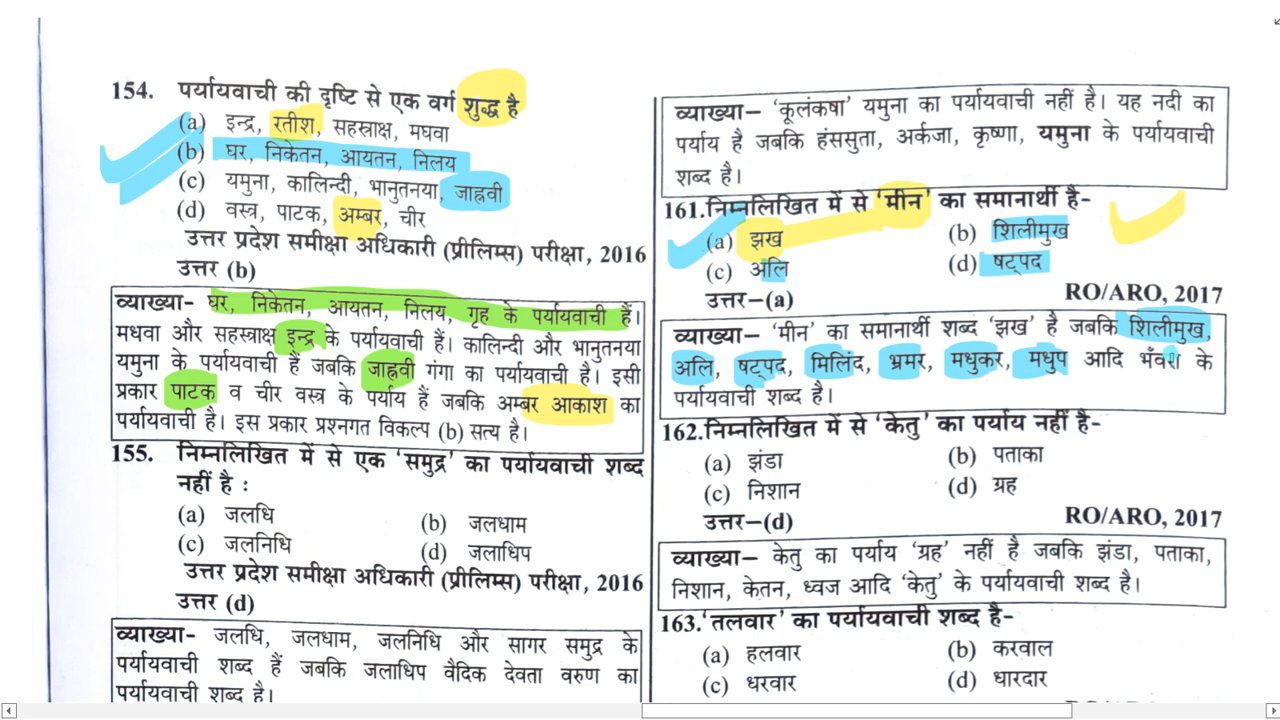 154. पर्यायवाची की दृष्टि से एक वर्ग शुद्ध है
(a) इन्द्र, रतीश, सहस्त्राक्ष, मघवा
(b) घर, निकेतन, आयतन, निलय
(c) यमुना, कालिन्दी, भानुतनया, जाह्नवी
(d) वस्त्र, पाटक, अम्बर, चीर
उत्तर प्रदेश समीक्षा अधिकारी (प्रीलिम्स) परीक्षा, 2016
उत्तर (b)
व्याख्या- घर, निकेतन, आयतन, निलय, गृह के पर्यायवाची हैं।
मधवा और सहस्त्राक्ष इन्द्र के पर्यायवाची हैं। कालिन्दी और भानुतनया
यमुना के पर्यायवाची हैं जबकि जाह्नवी गंगा का पर्यायवाची है। इसी
प्रकार पाटक व चीर वस्त्र के पर्याय हैं जबकि अम्बर आकाश का
पर्यायवाची है। इस प्रकार प्रश्नगत विकल्प (b) सत्य है।
155. निम्नलिखित में से एक 'समुद्र' का पर्यायवाची शब्द
नहीं है :
(a) जलधि
(b) जलधाम
(c) जलनिधि
(d) जलाधिप
उत्तर प्रदेश समीक्षा अधिकारी (प्रीलिम्स) परीक्षा, 2016
उत्तर (d)
व्याख्या- जलधि, जलधाम, जलनिधि और सागर समुद्र के
पर्यायवाची शब्द हैं जबकि जलाधिप वैदिक देवता वरुण का
पर्यायवाची शब्द है।
व्याख्या– 'कूलंकषा' यमुना का पर्यायवाची नहीं है। यह नदी का
पर्याय है जबकि हंससुता, अर्कजा, कृष्णा, यमुना के पर्यायवाची
शब्द है।
161.निम्नलिखित में से 'मीन' का समानार्थी है-
(a) झख
(b) शिलीमुख
(c) अलि
(d) षट्पद
उत्तर–(a)
RO/ARO, 2017
व्याख्या– 'मीन' का समानार्थी शब्द 'झख' है जबकि शिलीमुख,
अलि, षट्पद, मिलिंद, भ्रमर, मधुकर, मधुप आदि भँवरा के
पर्यायवाची शब्द है।
162.निम्नलिखित में से 'केतु' का पर्याय नहीं है-
(a) झंडा
(b) पताका
(c) निशान
(d) ग्रह
उत्तर–(d)
RO/ARO, 2017
व्याख्या– केतु का पर्याय 'ग्रह' नहीं है जबकि झंडा, पताका,
निशान, केतन, ध्वज आदि 'केतु' के पर्यायवाची शब्द है।
163.'तलवार' का पर्यायवाची शब्द है-
(a) हलवार
(b) करवाल
(c) धरवार
(d) धारदार